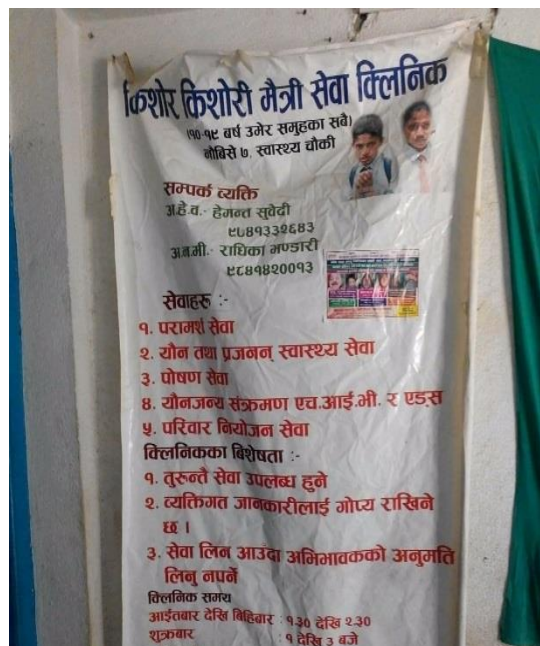 किशोर किशोरी मैत्री सेवा क्लिनिक
(१०-१९ बर्ष उमेर समुहका सबै)
नौबिसे ७, स्वास्थ्य चौकी
सम्पर्क व्यक्ति
अ.हे.व.- हेमन्त सुवेदी
९८४१३३२६४३
अ.न.मी.- राधिका भण्डारी
९८४१४२००१३
सेवाहरू :-
१. परामर्श सेवा
२. यौन तथा प्रजनन् स्वास्थ्य सेवा
३. पोषण सेवा
४. यौनजन्य संक्रमण एच.आई.भी. र एड्स
५. परिवार नियोजन सेवा
क्लिनिकका बिशेषता :-
१. तुरुन्तै सेवा उपलब्ध हुने
२. व्यक्तिगत जानकारीलाई गोप्य राखिने
छ ।
३. सेवा लिन आउँदा अभिभावकको अनुमति
लिनु नपर्ने
क्लिनिक समय
आईतबार देखि बिहिबार : १.३० देखि २.३०
शुक्रबार : १ देखि ३ बजे